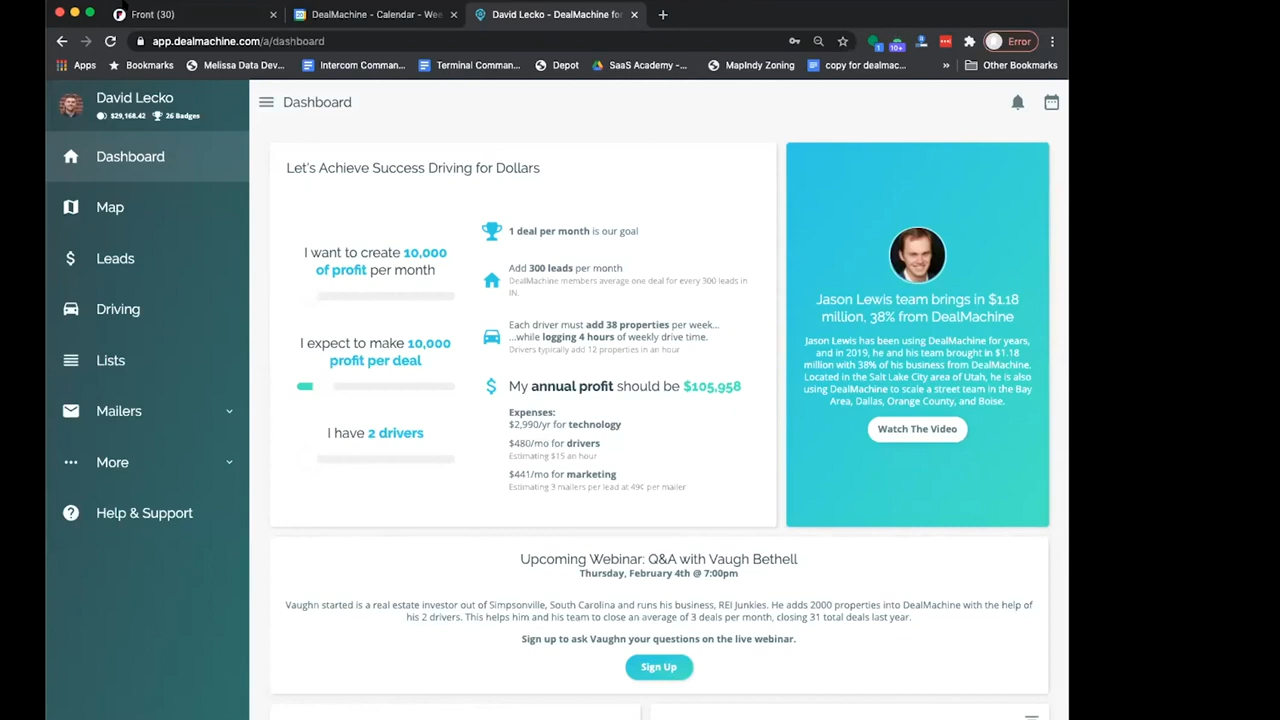 Front (30)
DealMachine - Calendar - Wee
David Lecko - DealMachine for
app.dealmachine.com/a/dashboard
1
10+
Error
Apps
Bookmarks
Melissa Data Dev...
Intercom Comman...
Terminal Comman...
Depot
SaaS Academy -...
MapIndy Zoning
copy for dealmac...
»
Other Bookmarks
David Lecko
$29,168.42
26 Badges
Dashboard
Map
Leads
Driving
Lists
Mailers
More
Help & Support
Dashboard
Let's Achieve Success Driving for Dollars
I want to create 10,000
of profit per month
I expect to make 10,000
profit per deal
I have 2 drivers
1 deal per month is our goal
Add 300 leads per month
DealMachine members average one deal for every 300 leads in
IN.
Each driver must add 38 properties per week...
...while logging 4 hours of weekly drive time.
Drivers typically add 12 properties in an hour
My annual profit should be $105,958
Expenses:
$2,990/yr for technology
$480/mo for drivers
Estimating $15 an hour
$441/mo for marketing
Estimating 3 mailers per lead at 49¢ per mailer
Jason Lewis team brings in $1.18
million, 38% from DealMachine
Jason Lewis has been using DealMachine for years,
and in 2019, he and his team brought in $1.18
million with 38% of his business from DealMachine.
Located in the Salt Lake City area of Utah, he is also
using DealMachine to scale a street team in the Bay
Area, Dallas, Orange County, and Boise.
Watch The Video
Upcoming Webinar: Q&A with Vaugh Bethell
Thursday, February 4th @ 7:00pm
Vaughn started is a real estate investor out of Simpsonville, South Carolina and runs his business, REI Junkies. He adds 2000 properties into DealMachine with the help of
his 2 drivers. This helps him and his team to close an average of 3 deals per month, closing 31 total deals last year.
Sign up to ask Vaughn your questions on the live webinar.
Sign Up